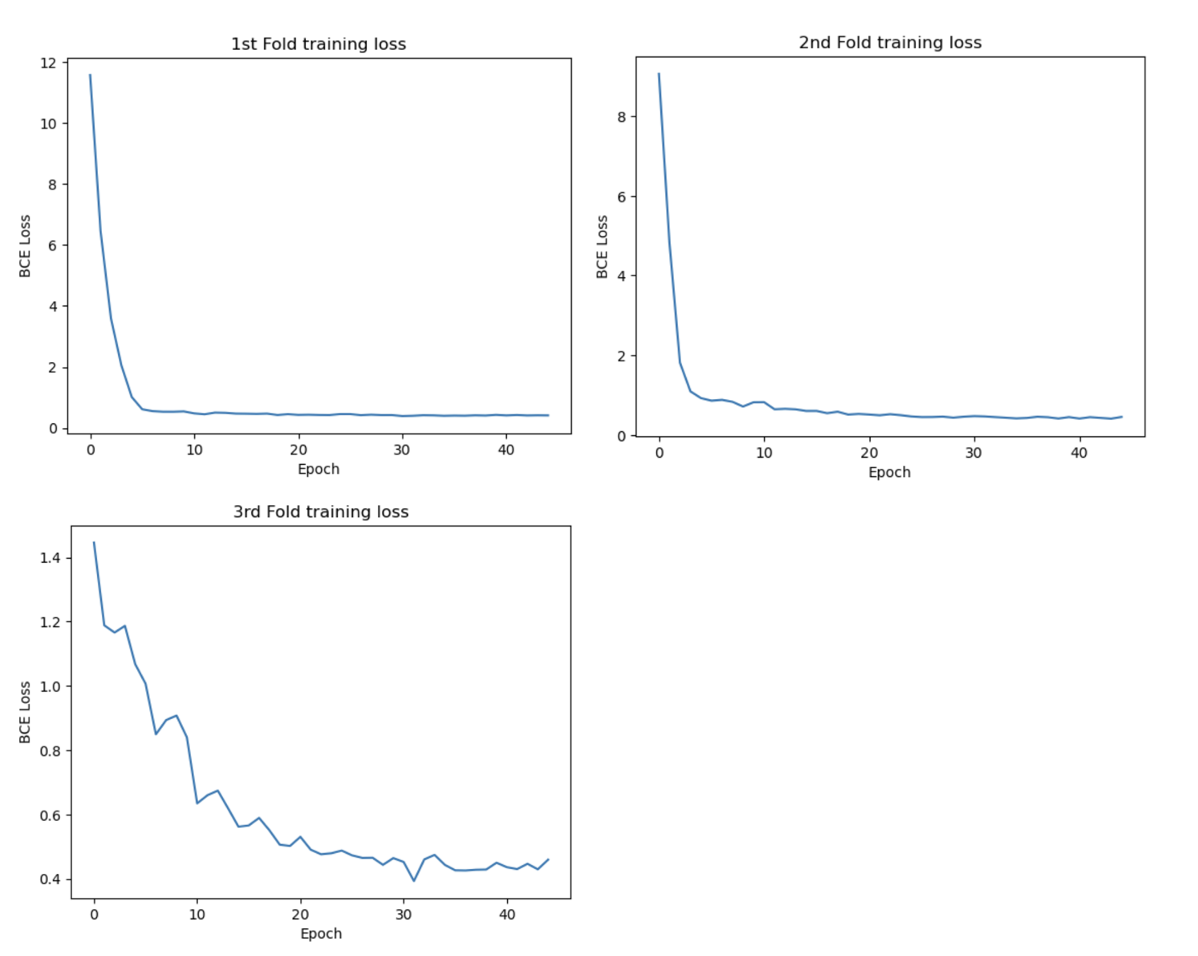 1st Fold training loss
12
10
8
6
4
2
0
BCE Loss
0 10 20 30 40
Epoch
2nd Fold training loss
8
6
4
2
0
BCE Loss
0 10 20 30 40
Epoch
3rd Fold training loss
1.4
1.2
1.0
0.8
0.6
0.4
BCE Loss
0 10 20 30 40
Epoch